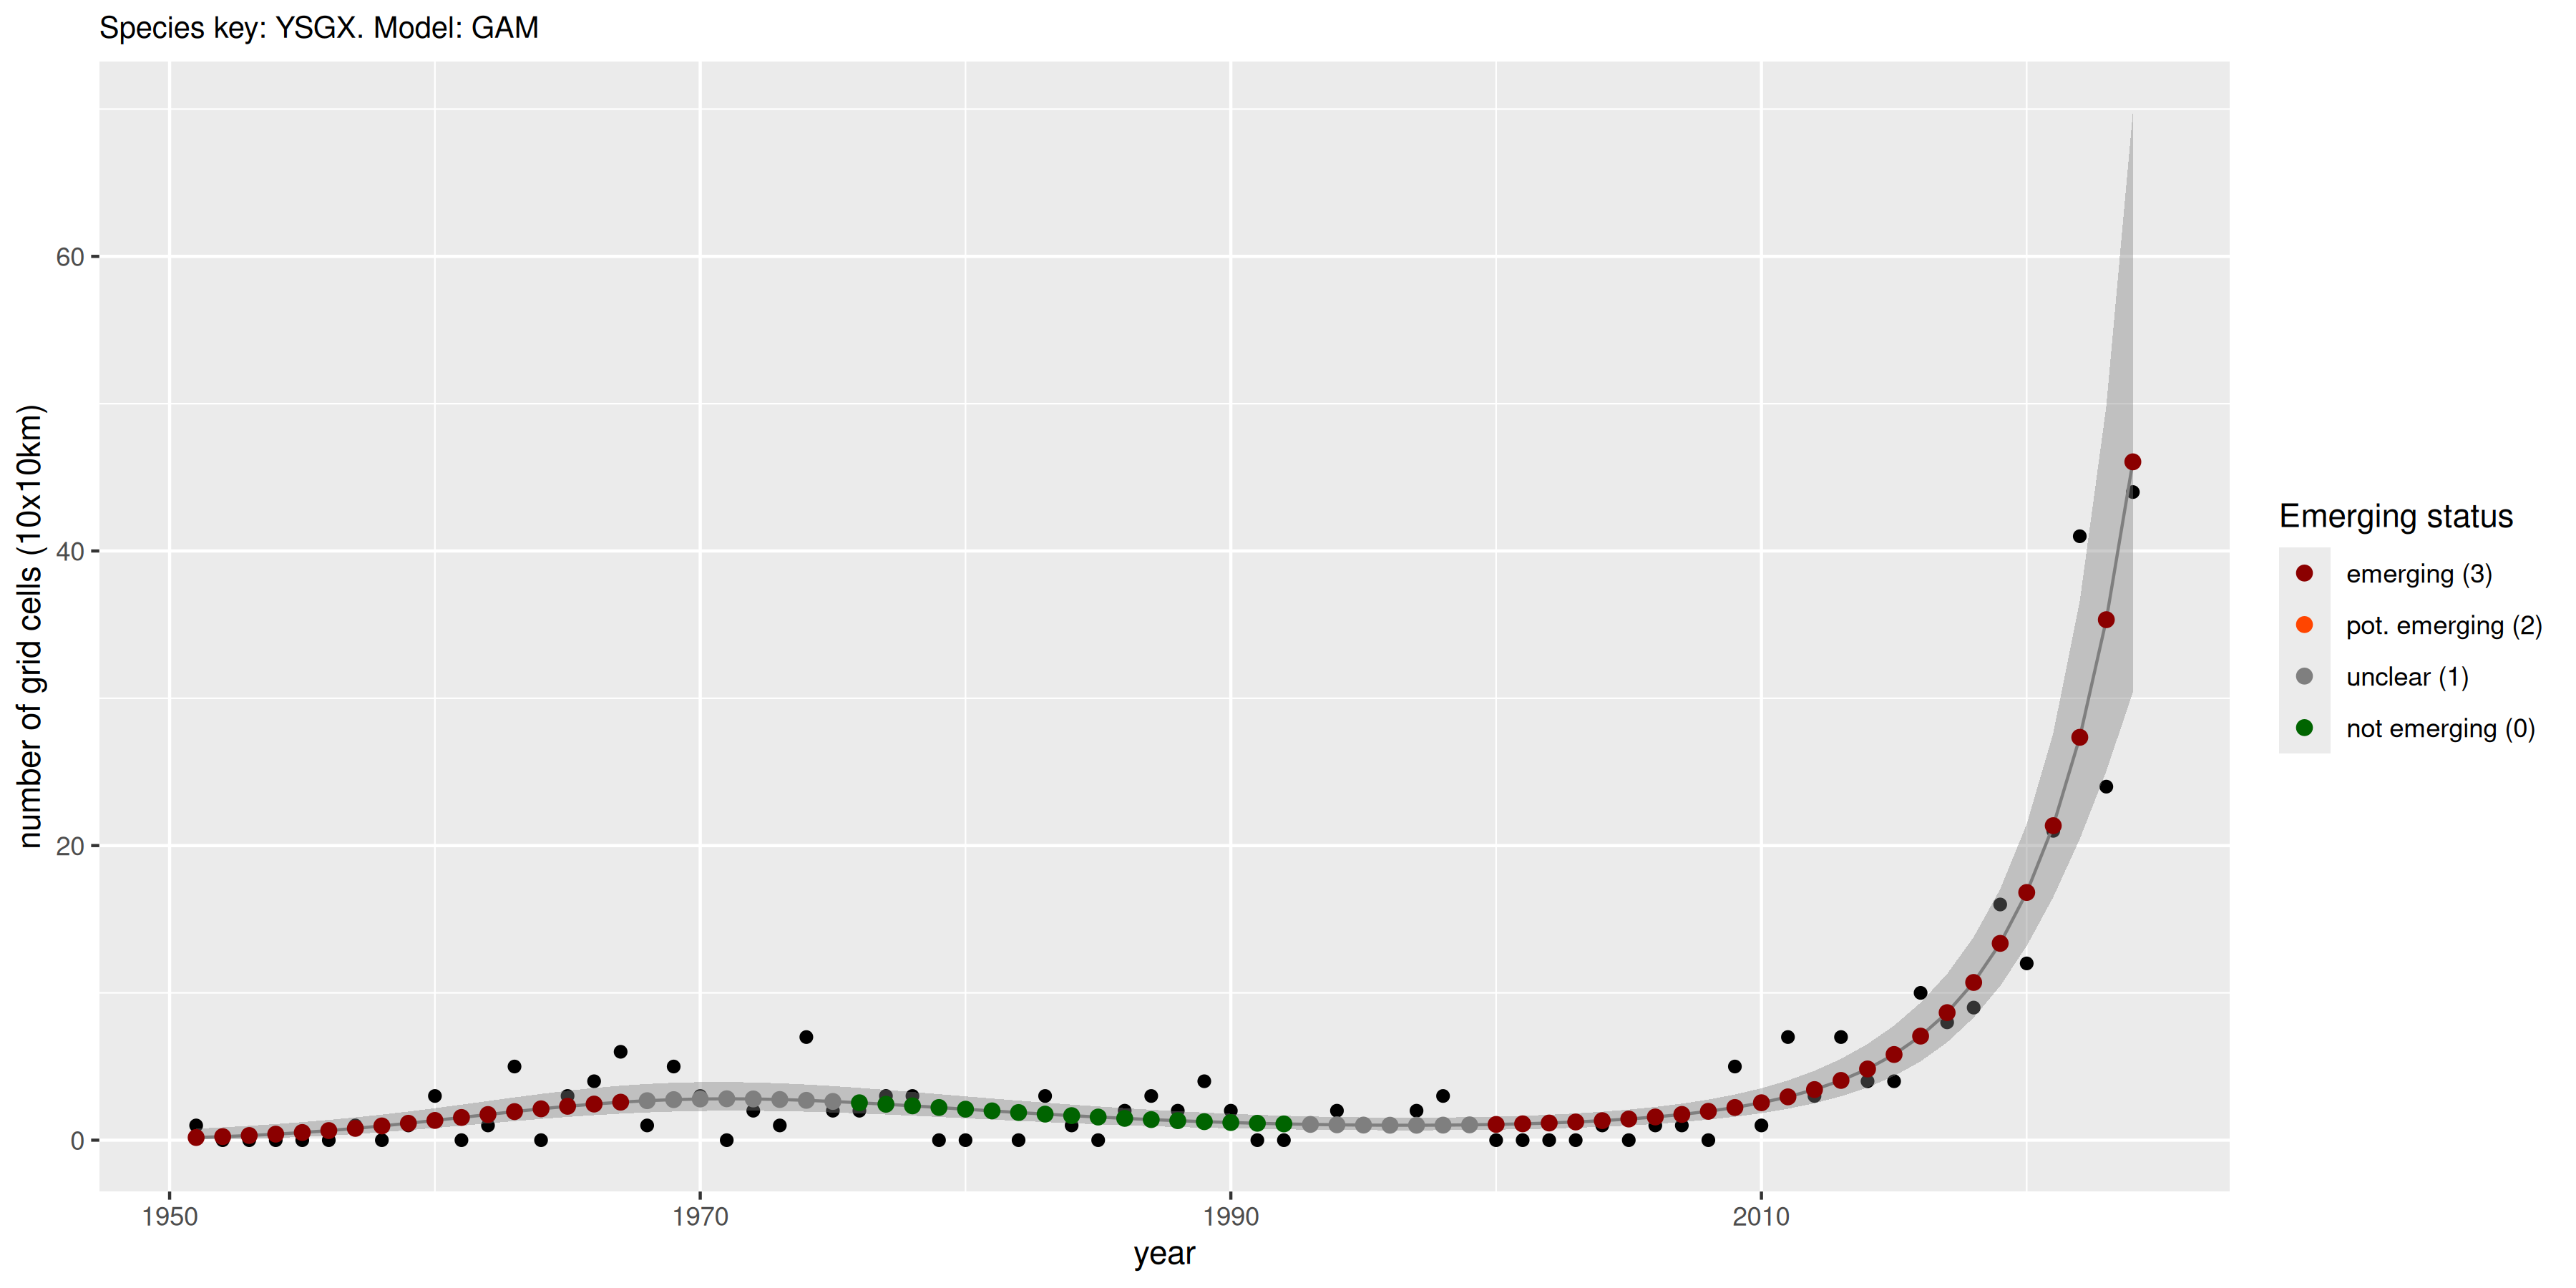 Species key: YSGX. Model: GAM
number of grid cells (10x10km)
60
40
20
0
1950
1970
1990
2010
year
Emerging status
emerging (3)
pot. emerging (2)
unclear (1)
not emerging (0)